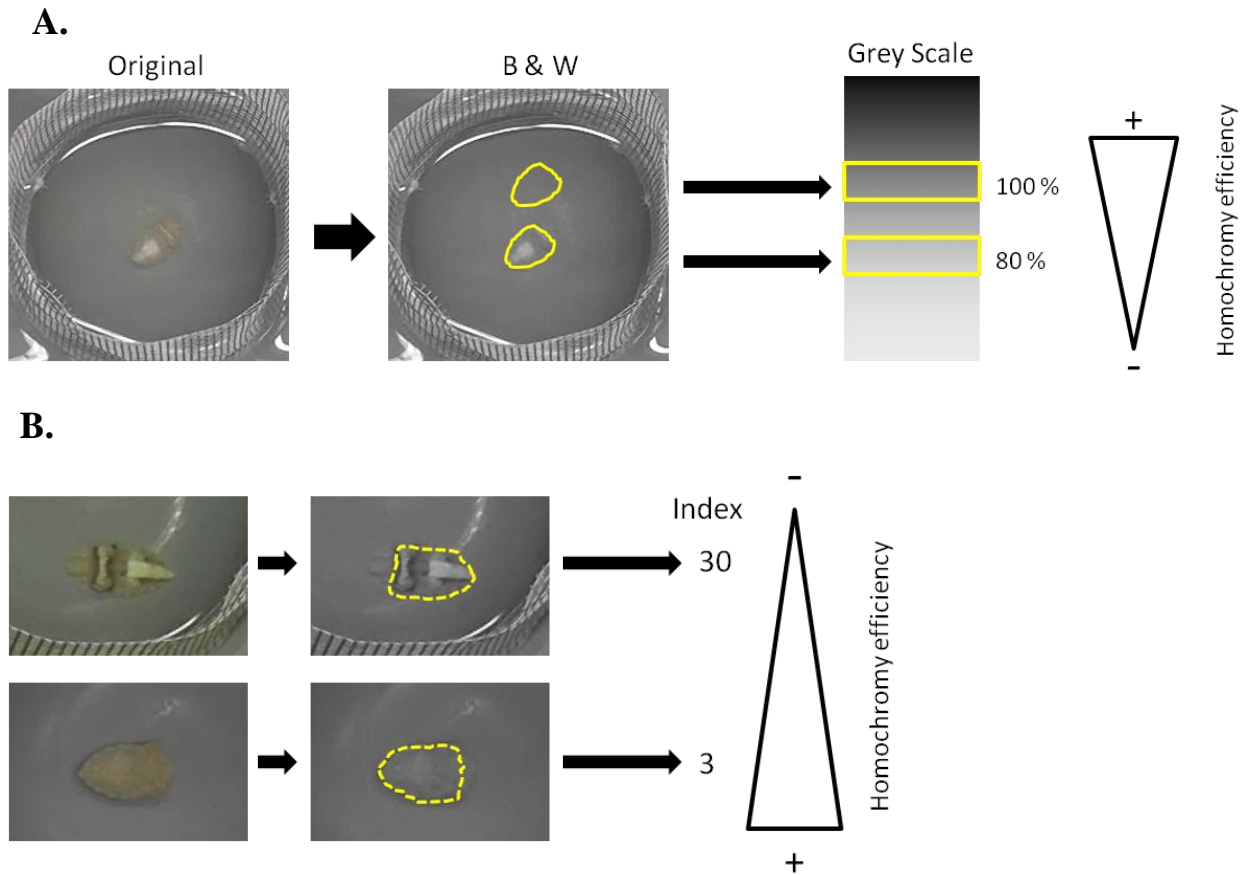 A.
Original
B & W
Grey Scale
100 %
80 %
+
-
Homochromy efficiency
B.
Index
30
3
-
+
Homochromy efficiency